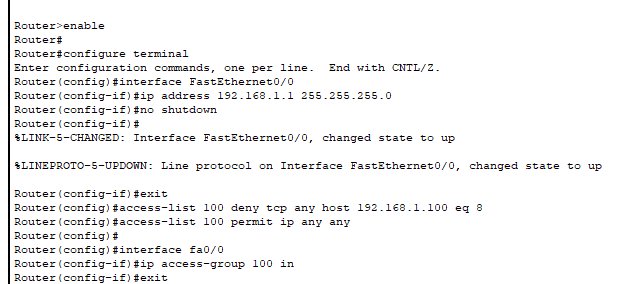 Router>enable
Router#
Router#configure terminal
Enter configuration commands, one per line.  End with CNTL/Z.
Router(config)#interface FastEthernet0/0
Router(config-if)#ip address 192.168.1.1 255.255.255.0
Router(config-if)#no shutdown
Router(config-if)#
%LINK-5-CHANGED: Interface FastEthernet0/0, changed state to up
%LINEPROTO-5-UPDOWN: Line protocol on Interface FastEthernet0/0, changed state to up
Router(config-if)#exit
Router(config)#access-list 100 deny tcp any host 192.168.1.100 eq 8
Router(config)#access-list 100 permit ip any any
Router(config)#
Router(config)#interface fa0/0
Router(config-if)#ip access-group 100 in
Router(config-if)#exit